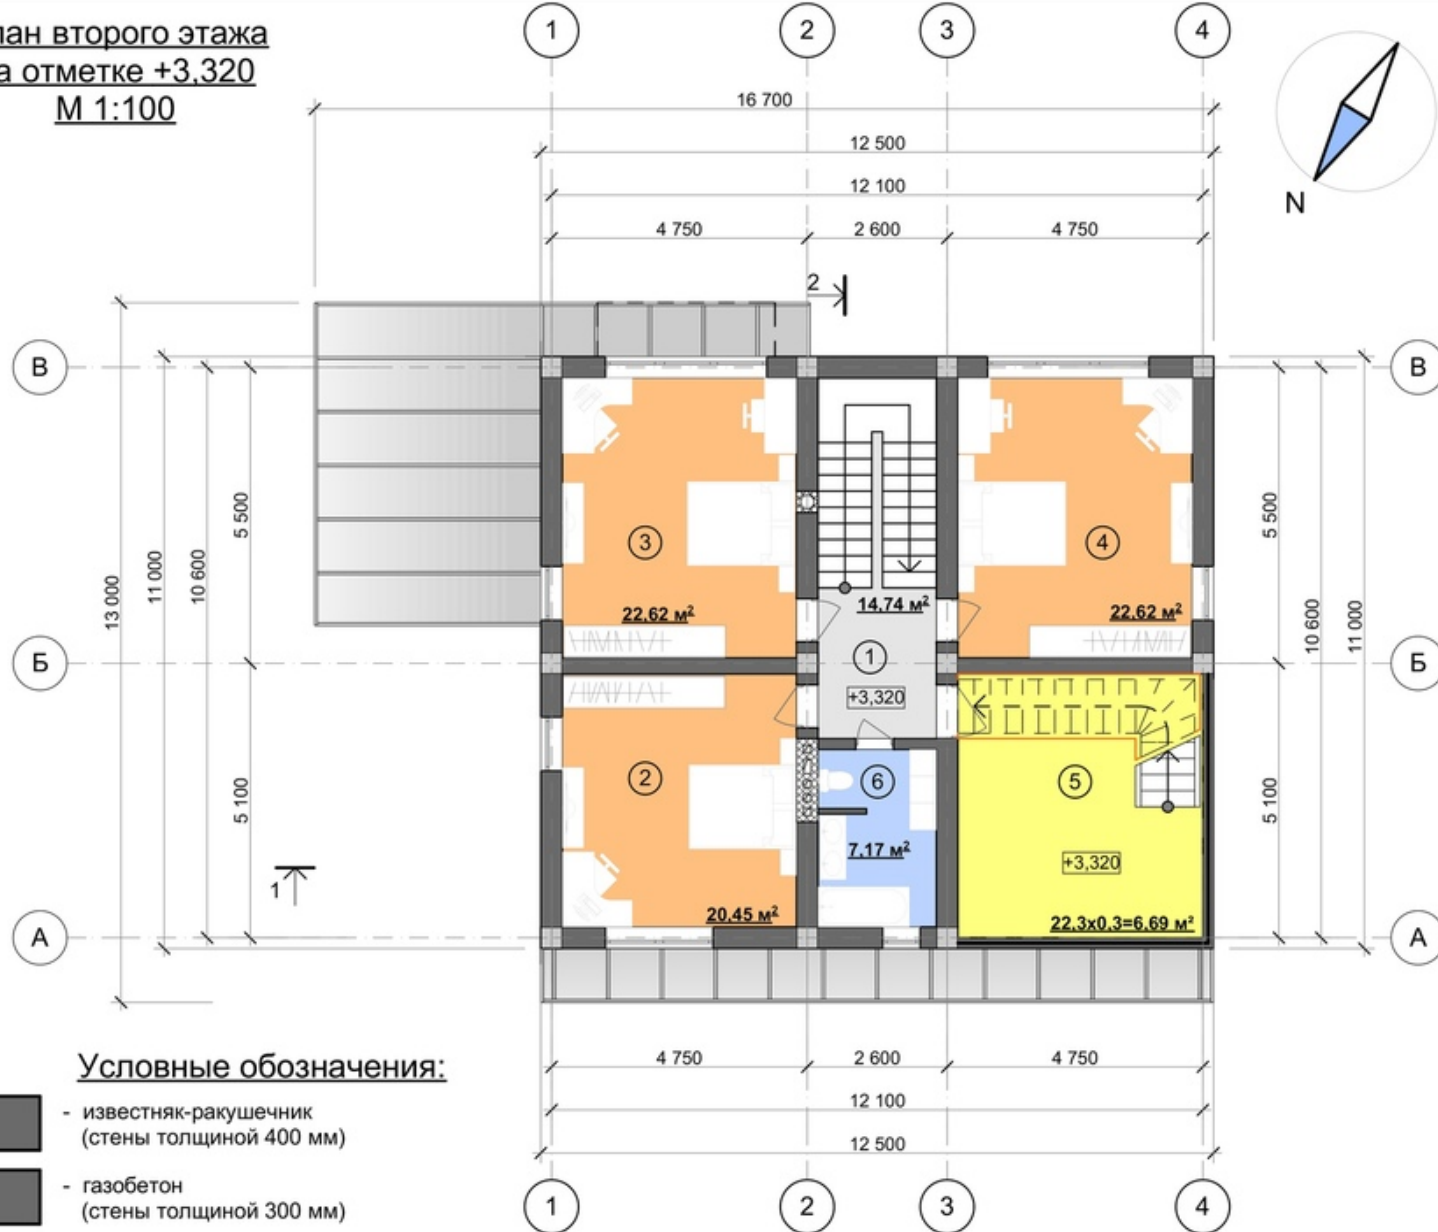 лан второго этажа
а отметке +3,320
М 1:100
1 2 3 4
N
16 700
12 500
12 100
4 750 2 600 4 750
2
В В
Б Б
А А
13 000
11 000
10 600
5 500
5 100
5 500
5 100
10 600
11 000
3
22,62 м²
14,74 м²
4
22,62 м²
1
+3,320
2
20,45 м²
6
7,17 м²
5
+3,320
22,3х0,3=6,69 м²
1
4 750 2 600 4 750
12 100
12 500
1 2 3 4
Условные обозначения:
- известняк-ракушечник
(стены толщиной 400 мм)
- газобетон
(стены толщиной 300 мм)